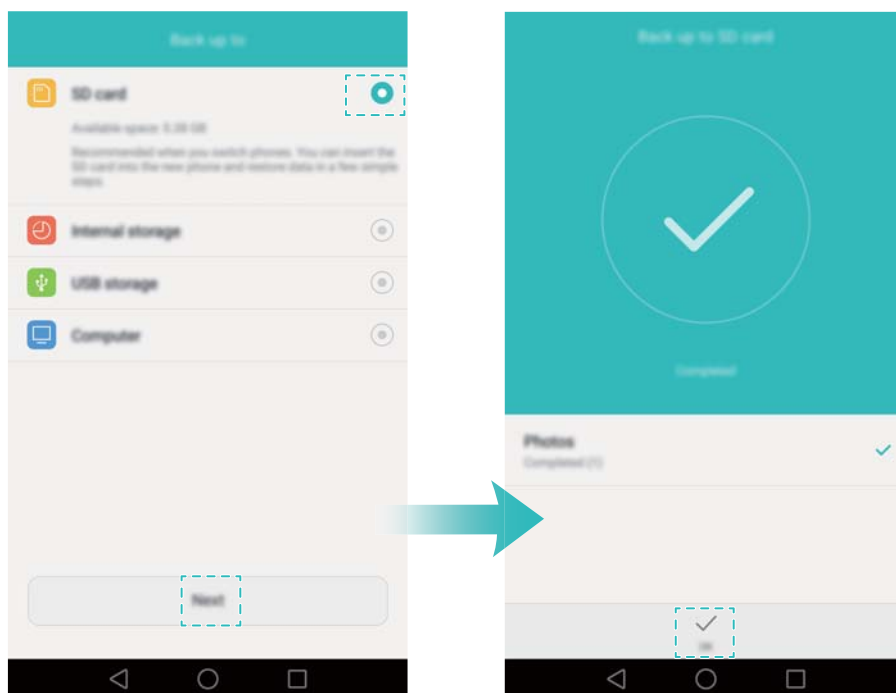 Back up to
SD card
Available space: 5.28 GB
Recommended when you switch phones. You can insert the
SD card into the new phone and restore data in a few simple
steps.
Internal storage
USB storage
Computer
Next
Back up to SD card
Completed
Photos
Completed (1)